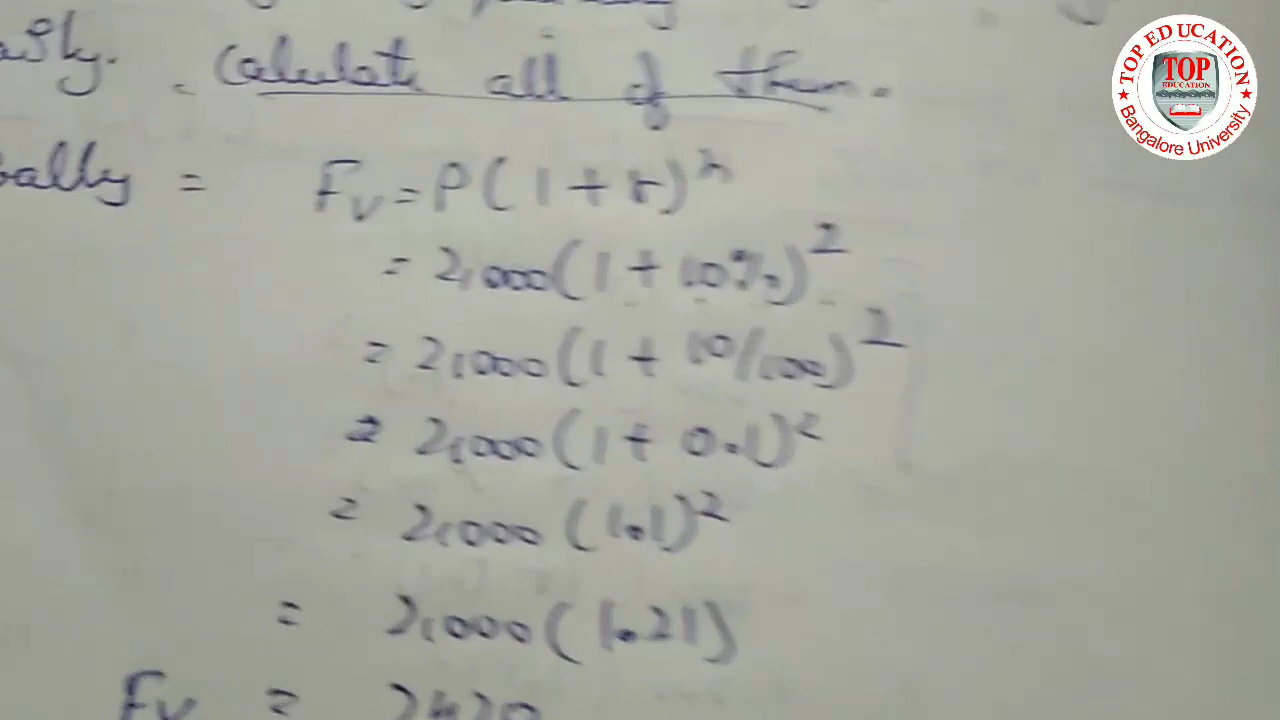 Calculate all of them.
ally = Fv = P(1 + r)^n
= 2,000(1 + 10%)^2
= 2,000(1 + 10/100)^2
= 2,000(1 + 0.1)^2
= 2,000 (1.1)^2
= 2,000(1.21)
Fv = 2420
TOP EDUCATION
TOP
EDUCATION
Bangalore University